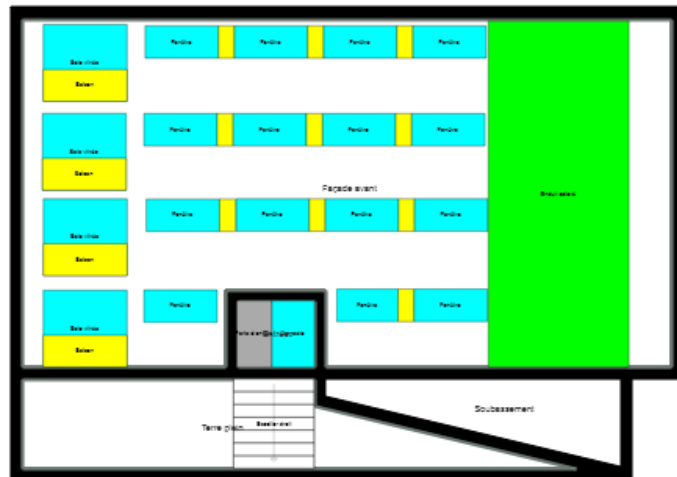 Fenêtre Fenêtre Fenêtre Fenêtre
Baie vitrée
Balcon
Fenêtre Fenêtre Fenêtre Fenêtre
Baie vitrée
Balcon
Façade avant
Fenêtre Fenêtre Fenêtre Fenêtre
Baie vitrée
Balcon
Fenêtre Fenêtre Fenêtre
Baie vitrée
Balcon
Soubassement
Terre plein